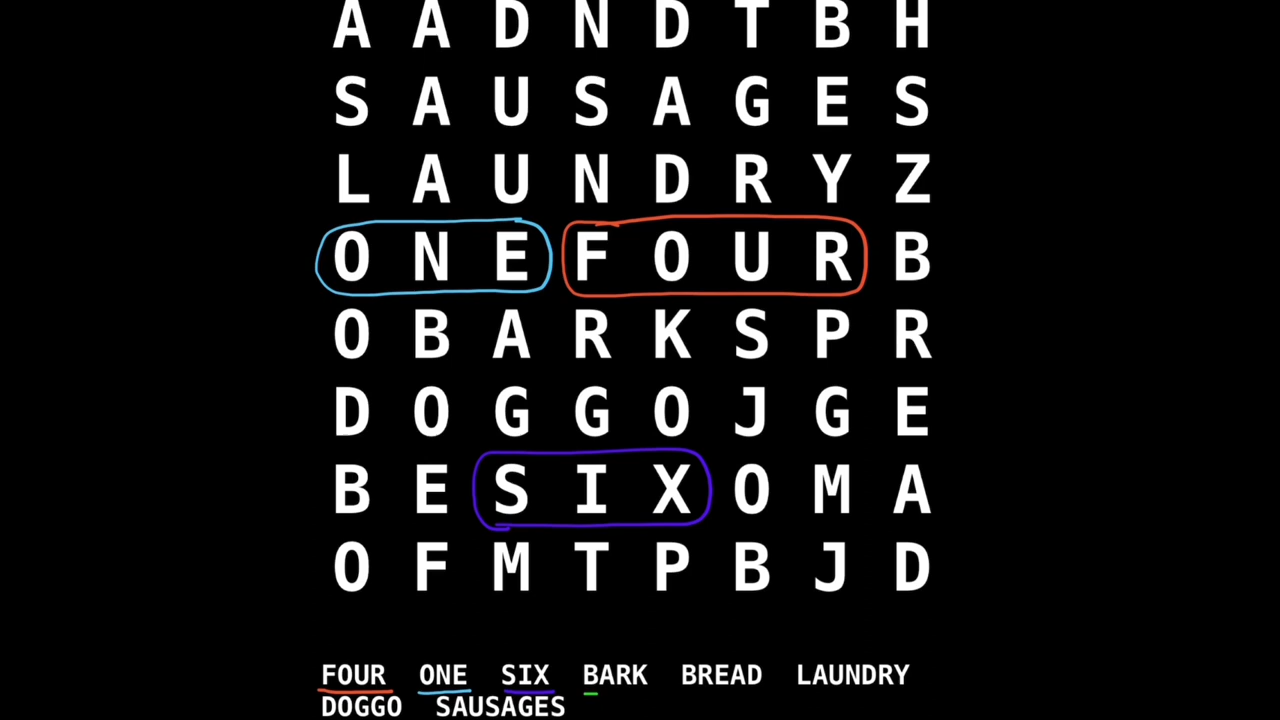 A A D N D T B H
S A U S A G E S
L A U N D R Y Z
O N E F O U R B
O B A R K S P R
D O G G O J G E
B E S I X O M A
O F M T P B J D
FOUR ONE SIX BARK BREAD LAUNDRY
DOGGO SAUSAGES